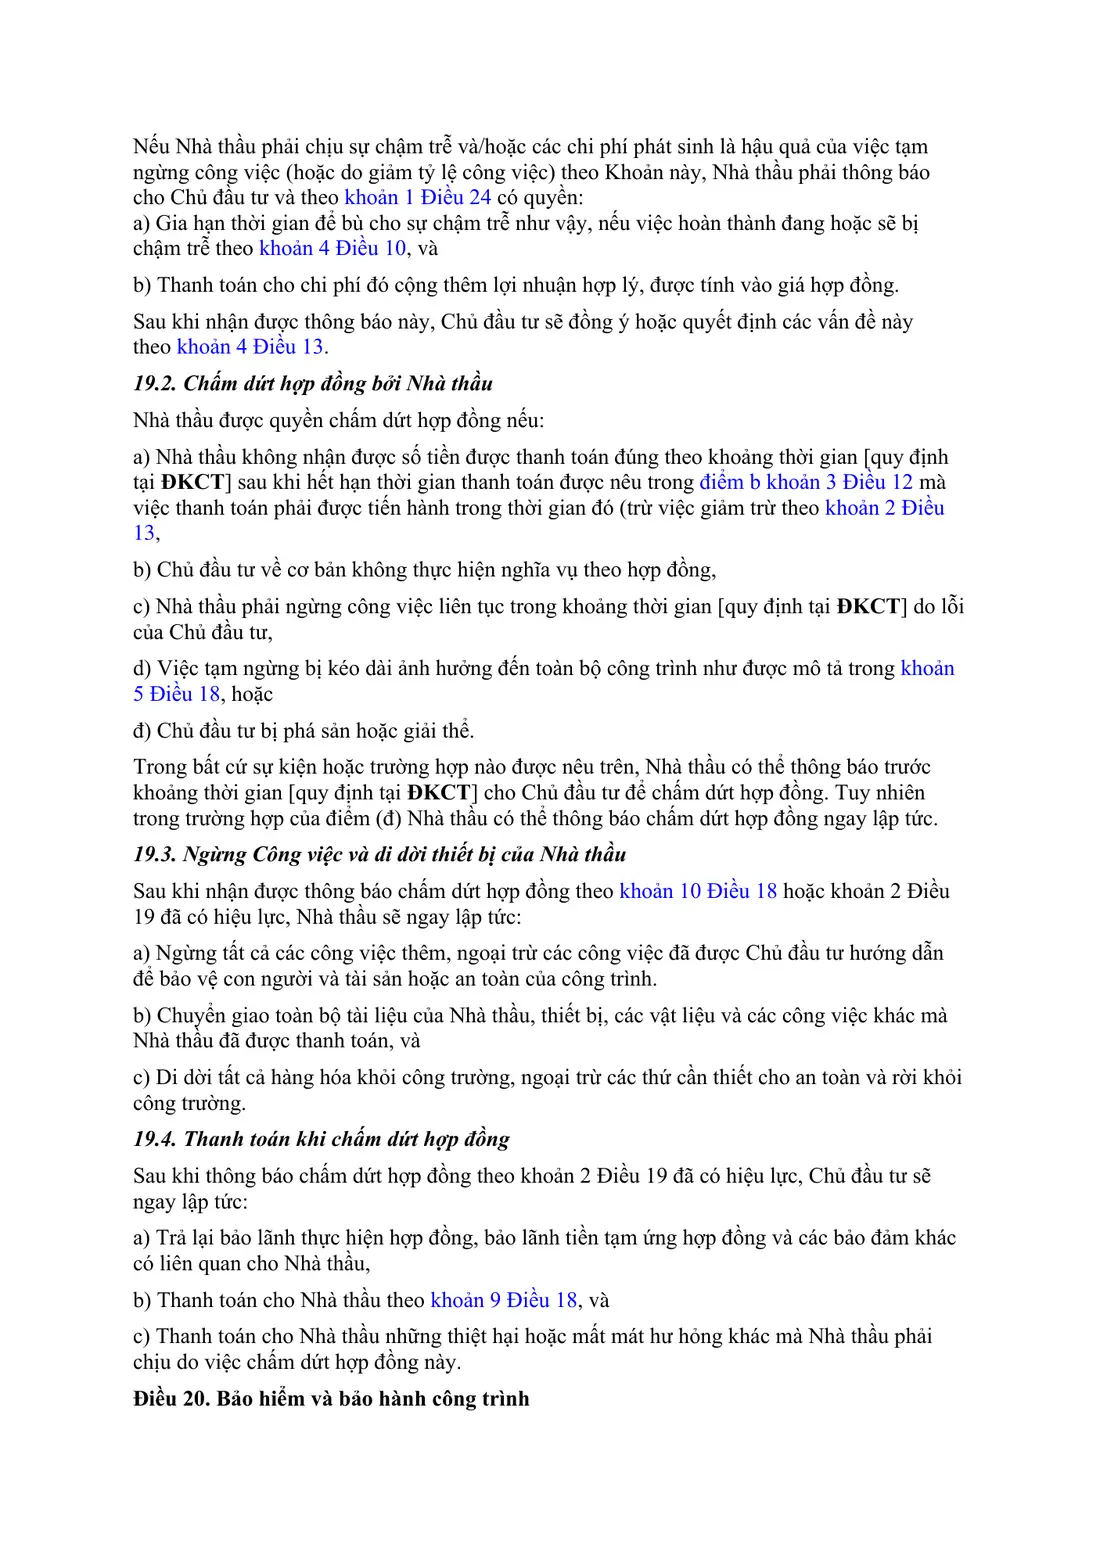 Nếu Nhà thầu phải chịu sự chậm trễ và/hoặc các chi phí phát sinh là hậu quả của việc tạm
ngừng công việc (hoặc do giảm tỷ lệ công việc) theo Khoản này, Nhà thầu phải thông báo
cho Chủ đầu tư và theo khoản 1 Điều 24 có quyền:
a) Gia hạn thời gian để bù cho sự chậm trễ như vậy, nếu việc hoàn thành đang hoặc sẽ bị
chậm trễ theo khoản 4 Điều 10, và
b) Thanh toán cho chi phí đó cộng thêm lợi nhuận hợp lý, được tính vào giá hợp đồng.
Sau khi nhận được thông báo này, Chủ đầu tư sẽ đồng ý hoặc quyết định các vấn đề này
theo khoản 4 Điều 13.
19.2. Chấm dứt hợp đồng bởi Nhà thầu
Nhà thầu được quyền chấm dứt hợp đồng nếu:
a) Nhà thầu không nhận được số tiền được thanh toán đúng theo khoảng thời gian [quy định
tại ĐKCT] sau khi hết hạn thời gian thanh toán được nêu trong điểm b khoản 3 Điều 12 mà
việc thanh toán phải được tiến hành trong thời gian đó (trừ việc giảm trừ theo khoản 2 Điều
13,
b) Chủ đầu tư về cơ bản không thực hiện nghĩa vụ theo hợp đồng,
c) Nhà thầu phải ngừng công việc liên tục trong khoảng thời gian [quy định tại ĐKCT] do lỗi
của Chủ đầu tư,
d) Việc tạm ngừng bị kéo dài ảnh hưởng đến toàn bộ công trình như được mô tả trong khoản
5 Điều 18, hoặc
đ) Chủ đầu tư bị phá sản hoặc giải thể.
Trong bất cứ sự kiện hoặc trường hợp nào được nêu trên, Nhà thầu có thể thông báo trước
khoảng thời gian [quy định tại ĐKCT] cho Chủ đầu tư để chấm dứt hợp đồng. Tuy nhiên
trong trường hợp của điểm (đ) Nhà thầu có thể thông báo chấm dứt hợp đồng ngay lập tức.
19.3. Ngừng Công việc và di dời thiết bị của Nhà thầu
Sau khi nhận được thông báo chấm dứt hợp đồng theo khoản 10 Điều 18 hoặc khoản 2 Điều
19 đã có hiệu lực, Nhà thầu sẽ ngay lập tức:
a) Ngừng tất cả các công việc thêm, ngoại trừ các công việc đã được Chủ đầu tư hướng dẫn
để bảo vệ con người và tài sản hoặc an toàn của công trình.
b) Chuyển giao toàn bộ tài liệu của Nhà thầu, thiết bị, các vật liệu và các công việc khác mà
Nhà thầu đã được thanh toán, và
c) Di dời tất cả hàng hóa khỏi công trường, ngoại trừ các thứ cần thiết cho an toàn và rời khỏi
công trường.
19.4. Thanh toán khi chấm dứt hợp đồng
Sau khi thông báo chấm dứt hợp đồng theo khoản 2 Điều 19 đã có hiệu lực, Chủ đầu tư sẽ
ngay lập tức:
a) Trả lại bảo lãnh thực hiện hợp đồng, bảo lãnh tiền tạm ứng hợp đồng và các bảo đảm khác
có liên quan cho Nhà thầu,
b) Thanh toán cho Nhà thầu theo khoản 9 Điều 18, và
c) Thanh toán cho Nhà thầu những thiệt hại hoặc mất mát hư hỏng khác mà Nhà thầu phải
chịu do việc chấm dứt hợp đồng này.
Điều 20. Bảo hiểm và bảo hành công trình